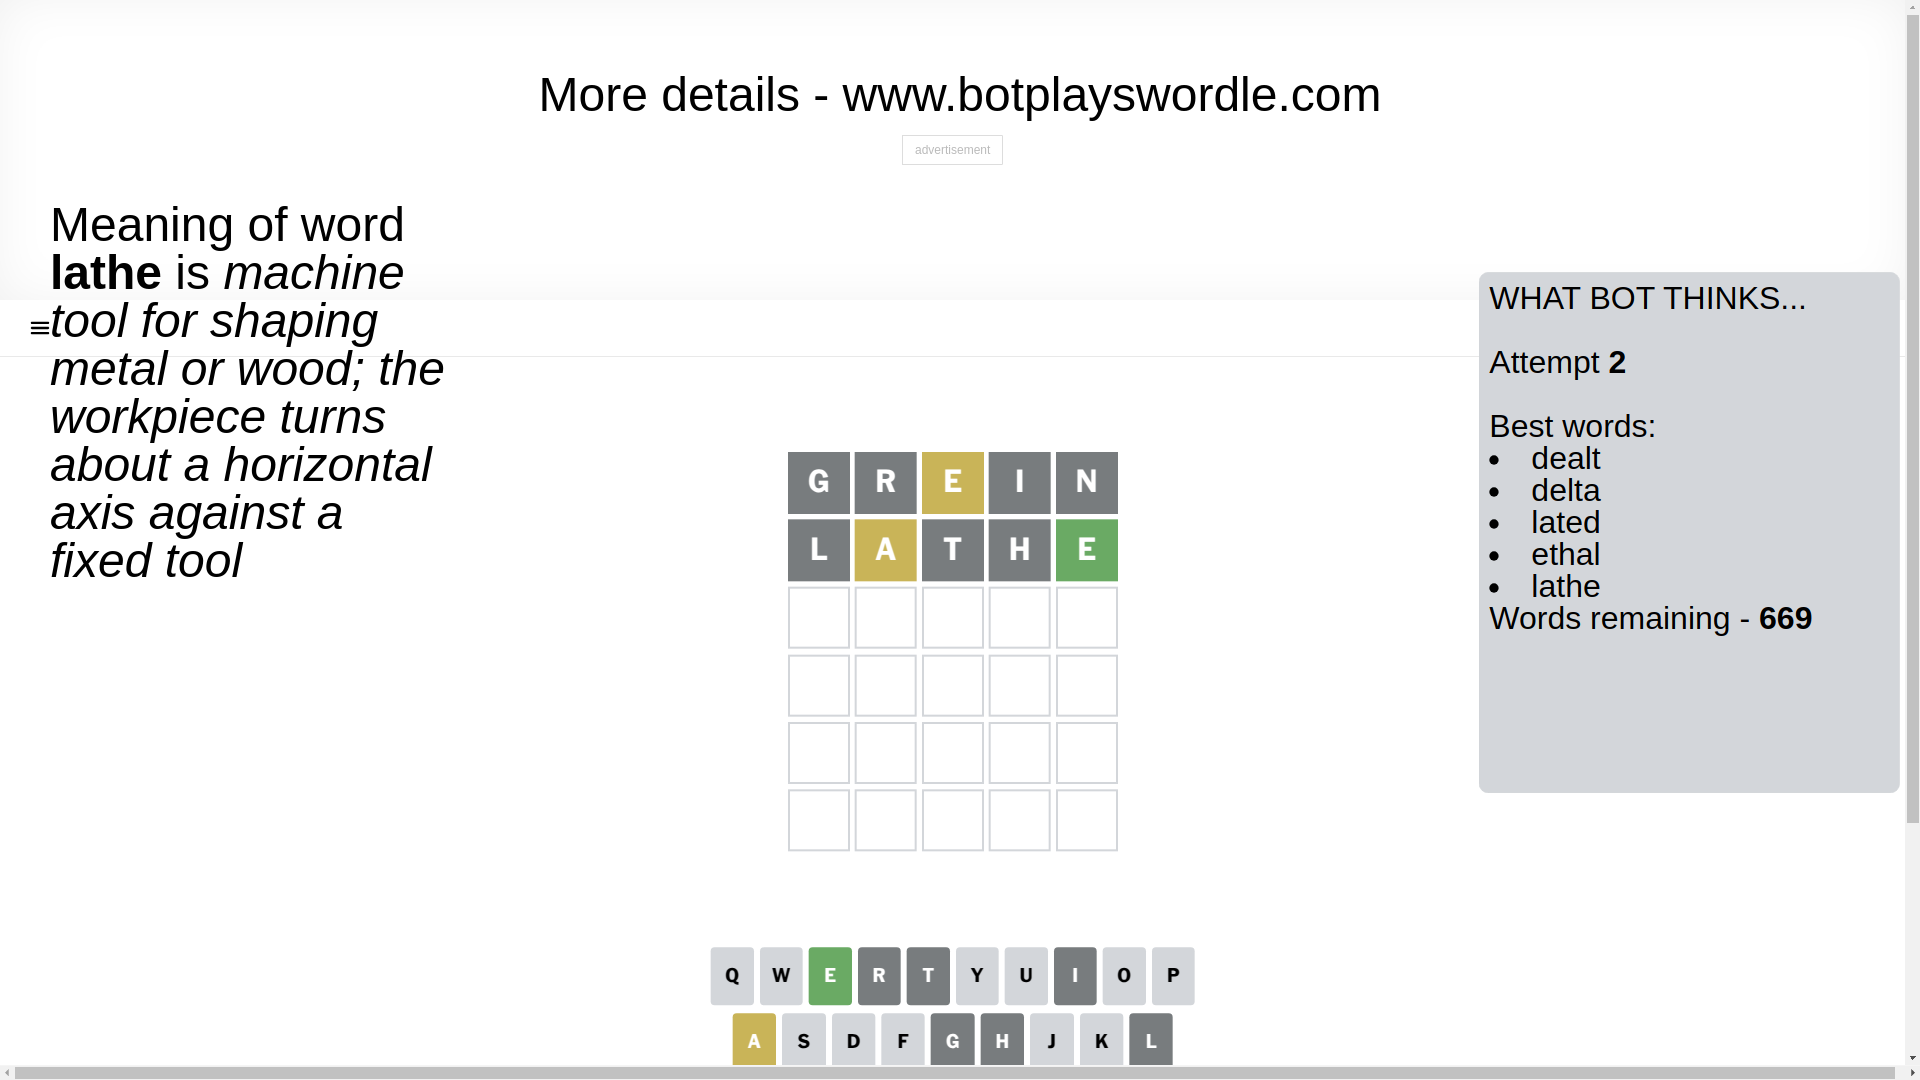 More details - www.botplayswordle.com
advertisement
Meaning of word
lathe is machine
tool for shaping
metal or wood; the
workpiece turns
about a horizontal
axis against a
fixed tool
WHAT BOT THINKS...
Attempt 2
Best words:
• dealt
• delta
• lated
• ethal
• lathe
Words remaining - 669
G R E I N
L A T H E
Q W E R T Y U I O P
A S D F G H J K L